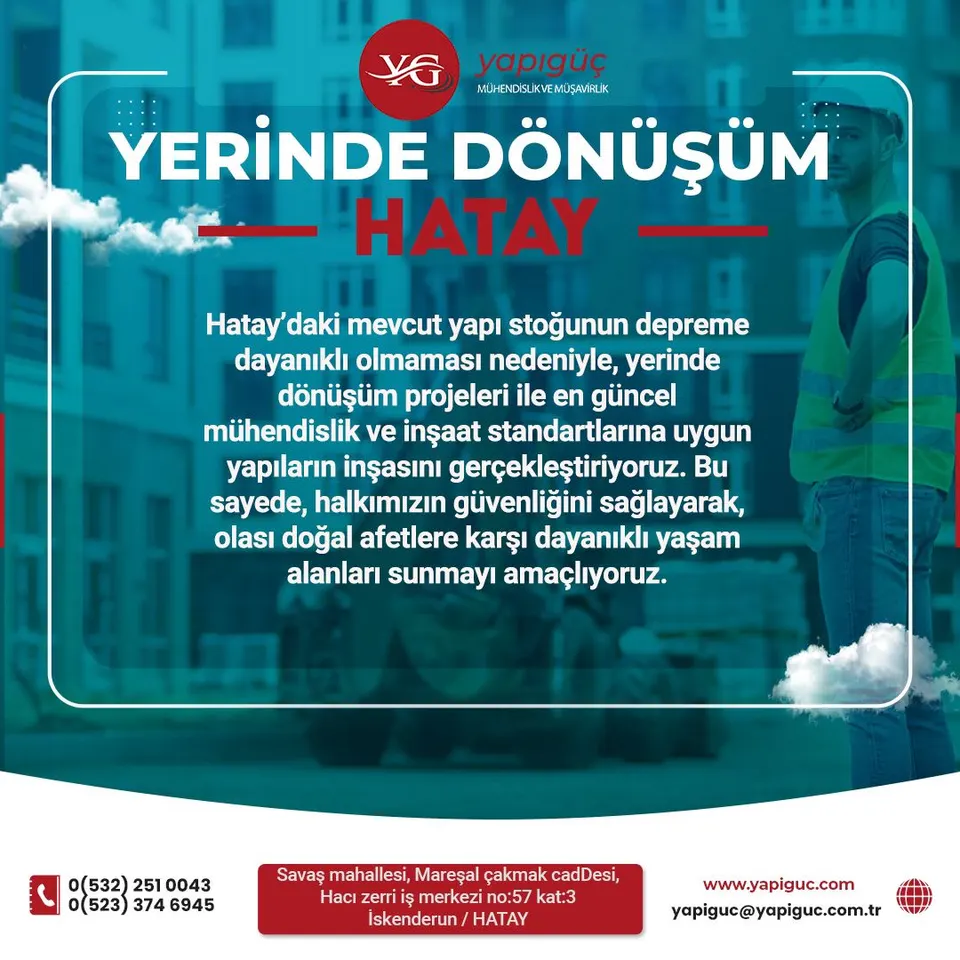 YG
yapıgüç
MÜHENDİSLİK VE MÜŞAVİRLİK
YERİNDE DÖNÜŞÜM
HATAY
Hatay'daki mevcut yapı stoğunun depreme
dayanıklı olmaması nedeniyle, yerinde
dönüşüm projeleri ile en güncel
mühendislik ve inşaat standartlarına uygun
yapıların inşasını gerçekleştiriyoruz. Bu
sayede, halkımızın güvenliğini sağlayarak,
olası doğal afetlere karşı dayanıklı yaşam
alanları sunmayı amaçlıyoruz.
0(532) 251 0043
0(523) 374 6945
Savaş mahallesi, Mareşal çakmak cadDesi,
Hacı zerri iş merkezi no:57 kat:3
İskenderun / HATAY
www.yapiguc.com
yapiguc@yapiguc.com.tr